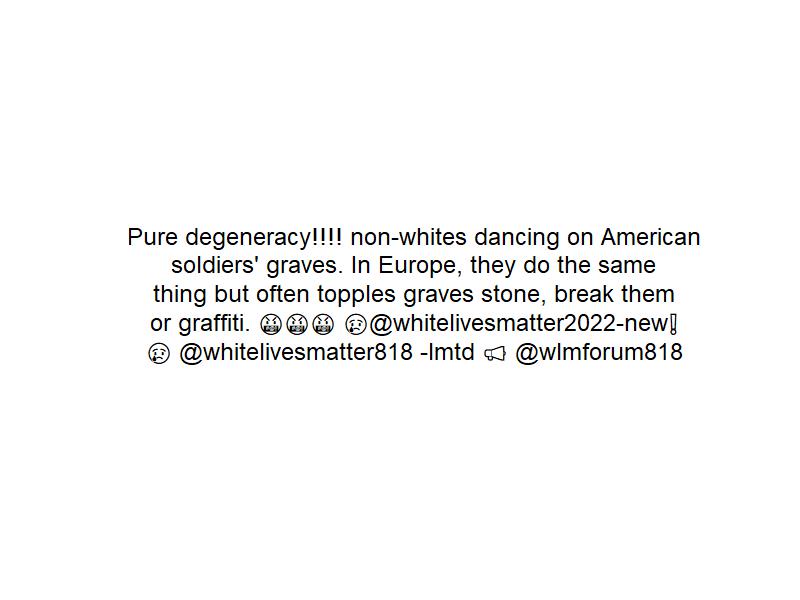 Pure degeneracy!!!! non-whites dancing on American
soldiers' graves. In Europe, they do the same
thing but often topples graves stone, break them
or graffiti. 🤬🤬🤬 😢@whitelivesmatter2022-new▯
😢 @whitelivesmatter818 -lmtd 📢 @wlmforum818